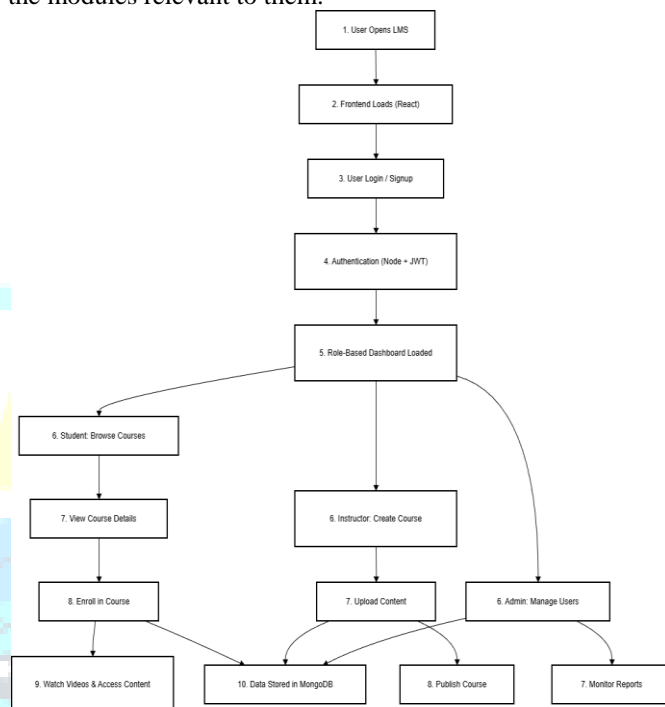 the modules relevant to them.
1. User Opens LMS
2. Frontend Loads (React)
3. User Login / Signup
4. Authentication (Node + JWT)
5. Role-Based Dashboard Loaded
6. Student: Browse Courses
7. View Course Details
6. Instructor: Create Course
8. Enroll in Course
7. Upload Content
6. Admin: Manage Users
9. Watch Videos & Access Content
10. Data Stored in MongoDB
8. Publish Course
7. Monitor Reports